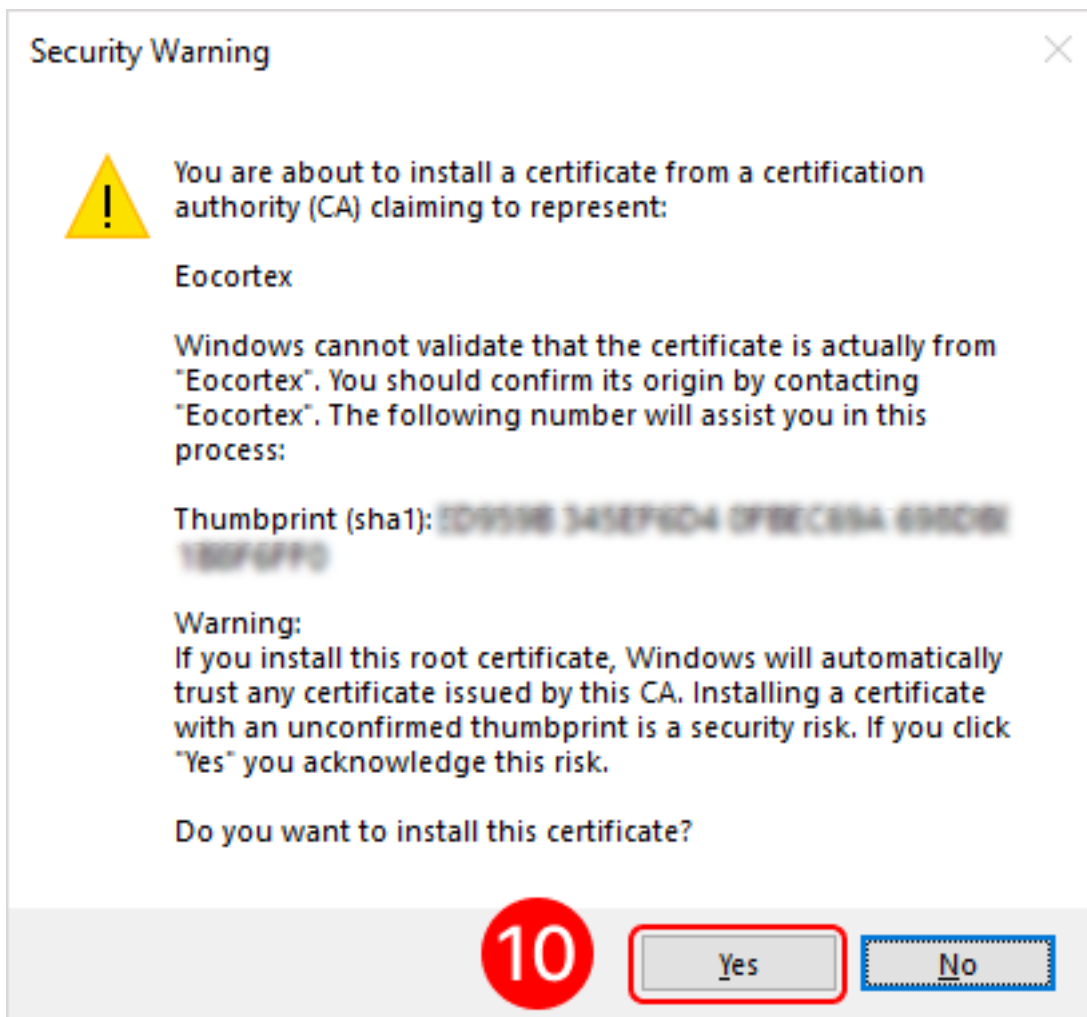 Security Warning
You are about to install a certificate from a certification
authority (CA) claiming to represent:
Eocortex
Windows cannot validate that the certificate is actually from
"Eocortex". You should confirm its origin by contacting
"Eocortex". The following number will assist you in this
process:
Thumbprint (sha1):
Warning:
If you install this root certificate, Windows will automatically
trust any certificate issued by this CA. Installing a certificate
with an unconfirmed thumbprint is a security risk. If you click
"Yes" you acknowledge this risk.
Do you want to install this certificate?
10
Yes
No